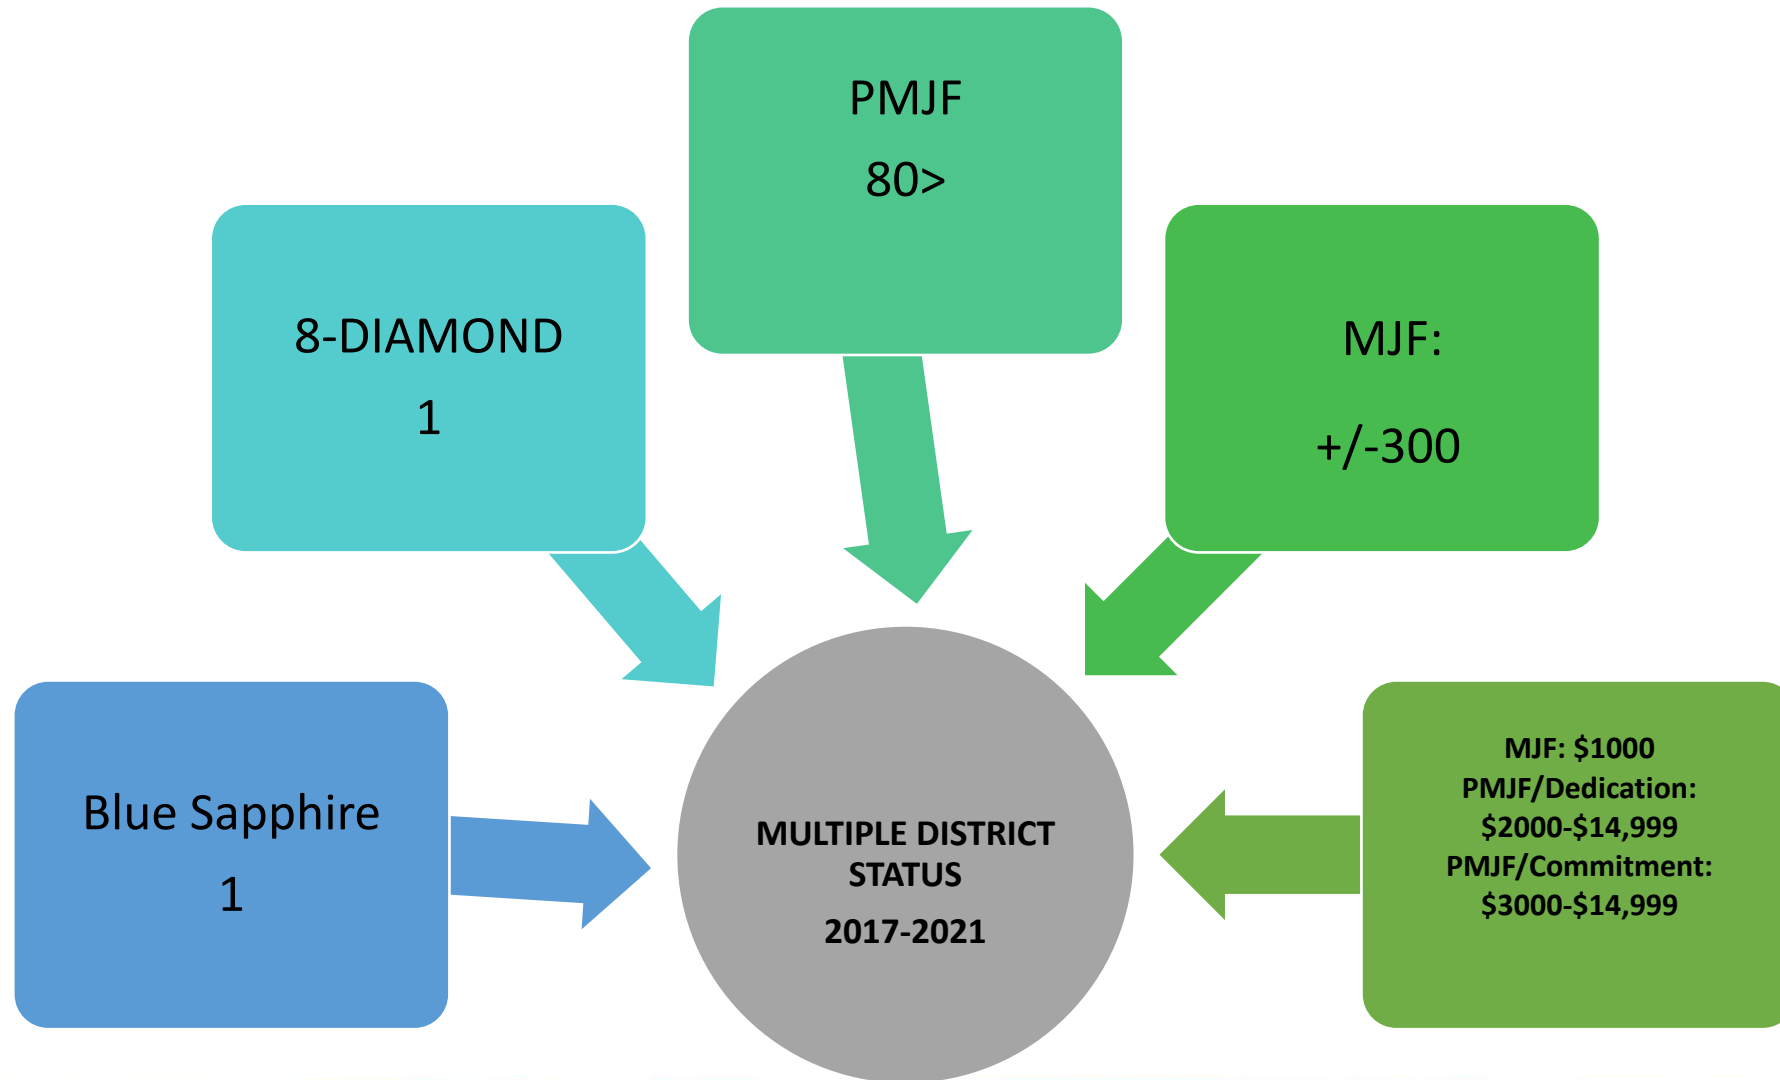 PMJF
80>
8-DIAMOND
1
MJF:
+/-300
Blue Sapphire
1
MULTIPLE DISTRICT
STATUS
2017-2021
MJF: $1000
PMJF/Dedication:
$2000-$14,999
PMJF/Commitment:
$3000-$14,999